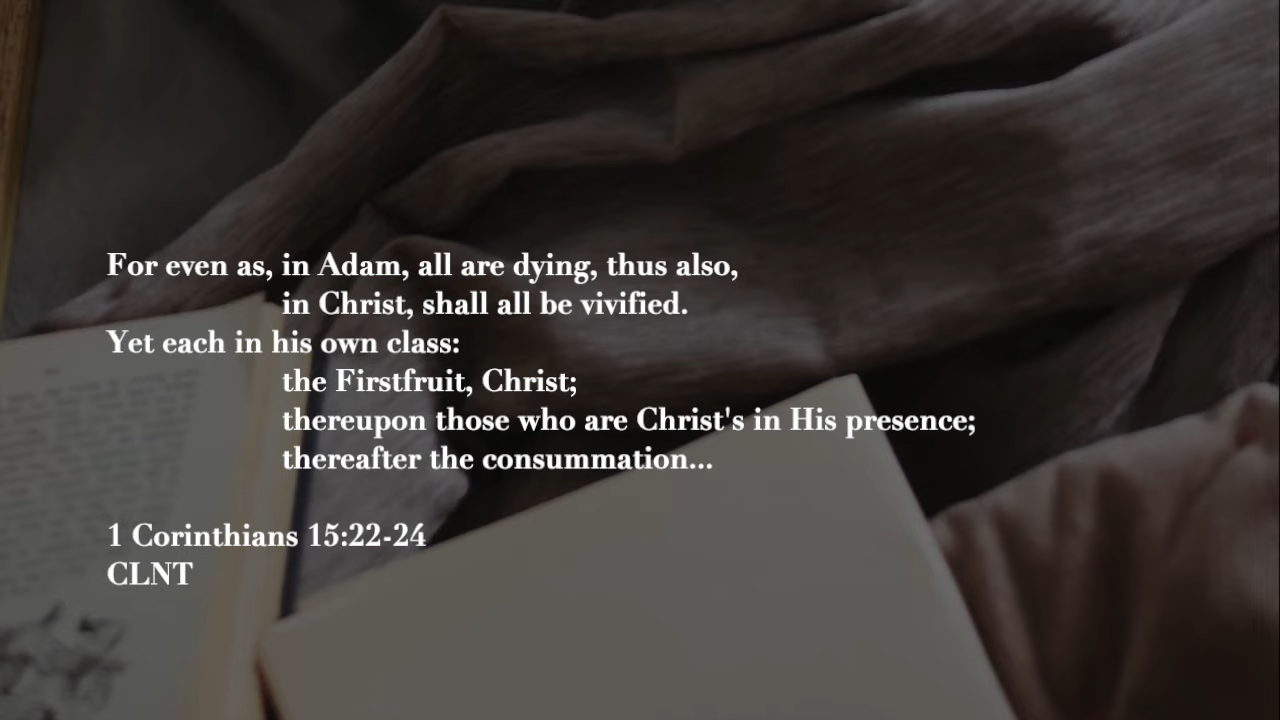 For even as, in Adam, all are dying, thus also,
in Christ, shall all be vivified.
Yet each in his own class:
the Firstfruit, Christ;
thereupon those who are Christ's in His presence;
thereafter the consummation...
1 Corinthians 15:22-24
CLNT